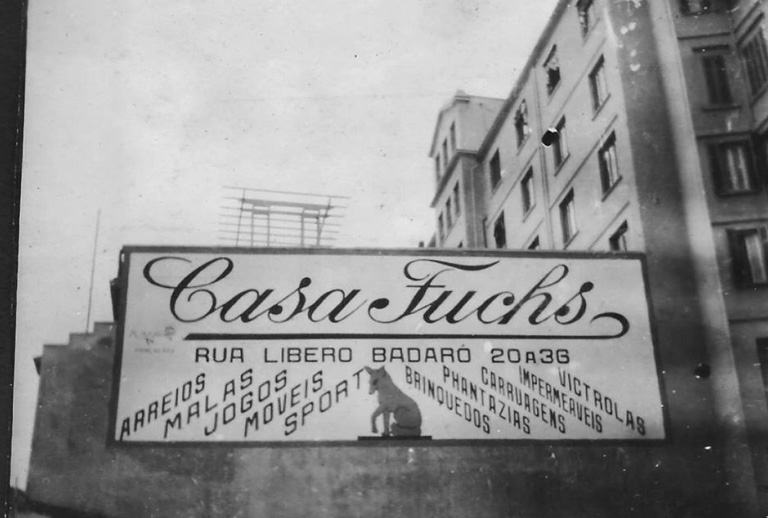 Casa Fuchs
RUA LIBERO BADARÓ 20A36
ARREIOS
MALAS
JOGOS
MOVEIS
SPORT
BRINQUEDOS
PHANTAZIAS
CARRUAGENS
IMPERMEAVEIS
VICTROLAS